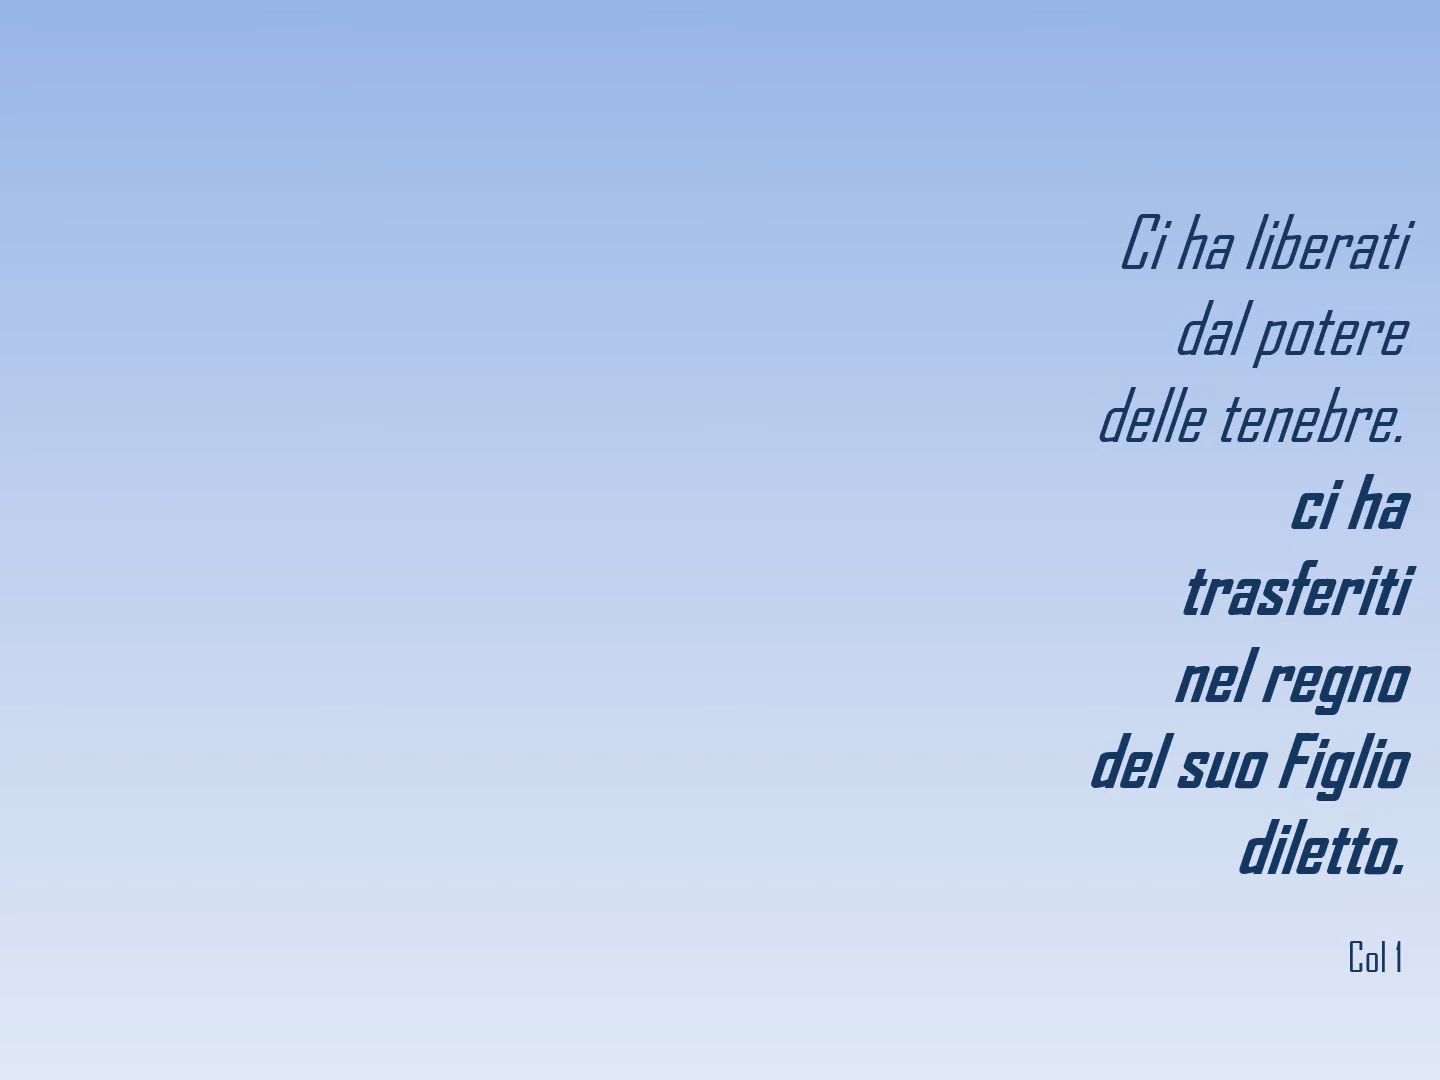 Ci ha liberati
dal potere
delle tenebre.
ci ha
trasferiti
nel regno
del suo Figlio
diletto.
Col 1